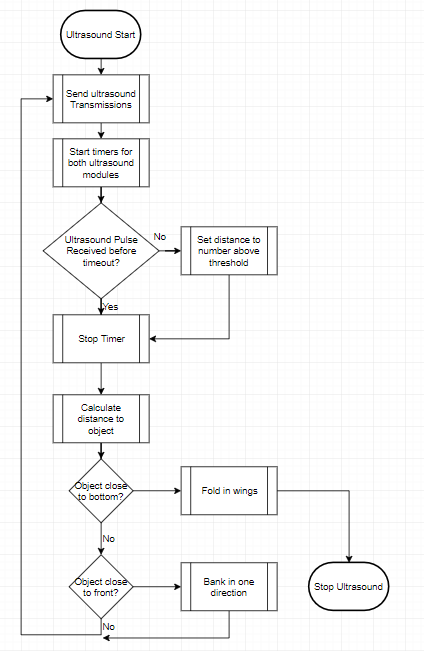 Ultrasound Start
Send ultrasound
Transmissions
Start timers for
both ultrasound
modules
Ultrasound Pulse
Received before
timeout?
No
Set distance to
number above
threshold
Yes
Stop Timer
Calculate
distance to
object
Object close
to bottom?
Fold in wings
No
Object close
to front?
Bank in one
direction
Stop Ultrasound
No